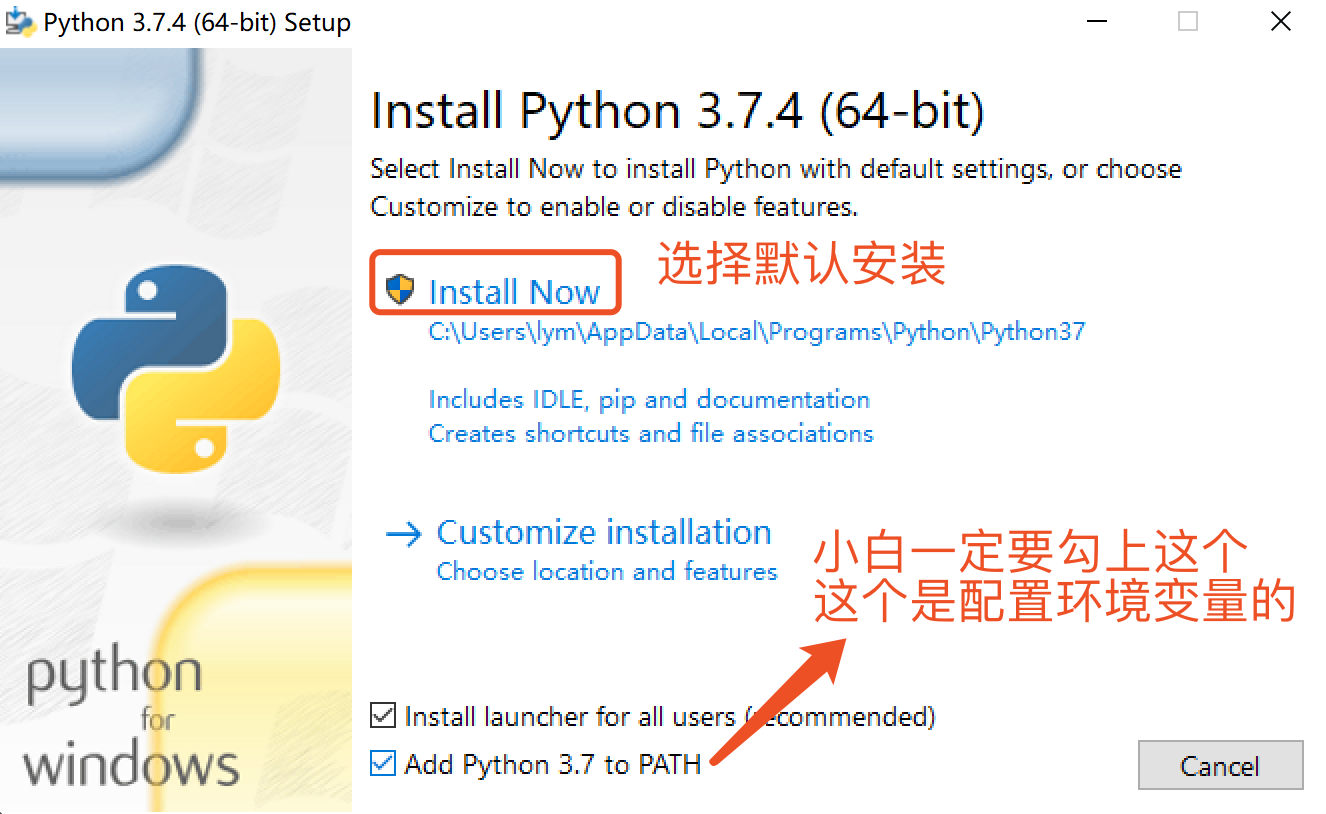 Python 3.7.4 (64-bit) Setup
Install Python 3.7.4 (64-bit)
Select Install Now to install Python with default settings, or choose
Customize to enable or disable features.
选择默认安装
Install Now
C:\Users\lym\AppData\Local\Programs\Python\Python37
Includes IDLE, pip and documentation
Creates shortcuts and file associations
Customize installation
Choose location and features
小白一定要勾上这个
这个是配置环境变量的
Install launcher for all users (recommended)
Add Python 3.7 to PATH
Cancel
python
for
windows